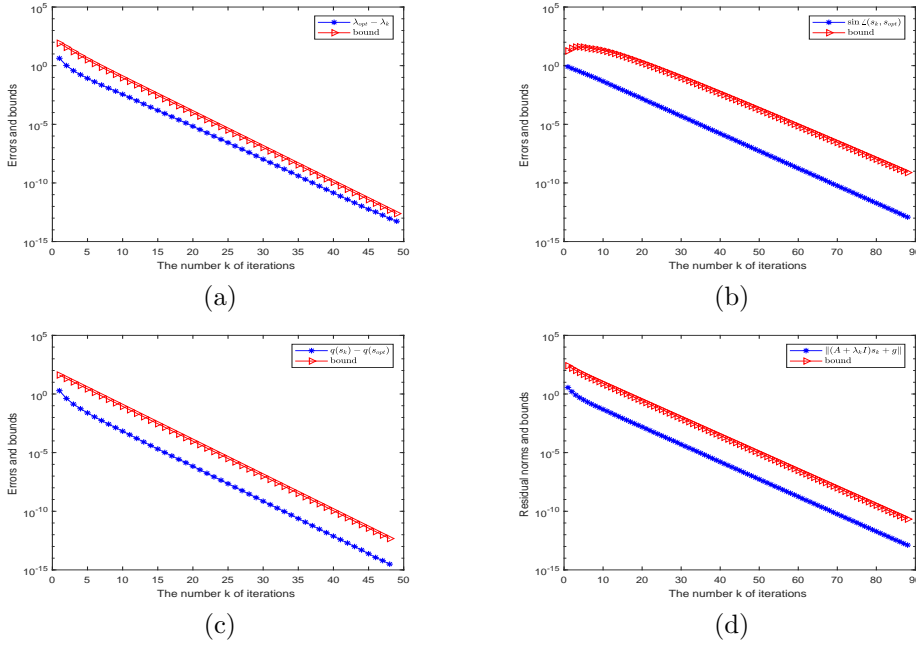 10^5
10^0
10^-5
10^-10
10^-15
Errors and bounds
λ_opt − λ_k
bound
0 5 10 15 20 25 30 35 40 45 50
The number k of iterations
(a)
10^5
10^0
10^-5
10^-10
10^-15
Errors and bounds
sin∠(s_k, s_opt)
bound
0 10 20 30 40 50 60 70 80 90
The number k of iterations
(b)
10^5
10^0
10^-5
10^-10
10^-15
Errors and bounds
q(s_k) − q(s_opt)
bound
0 5 10 15 20 25 30 35 40 45 50
The number k of iterations
(c)
10^5
10^0
10^-5
10^-10
10^-15
Residual norms and bounds
‖(A + λ_k I)s_k + g‖
bound
0 10 20 30 40 50 60 70 80 90
The number k of iterations
(d)